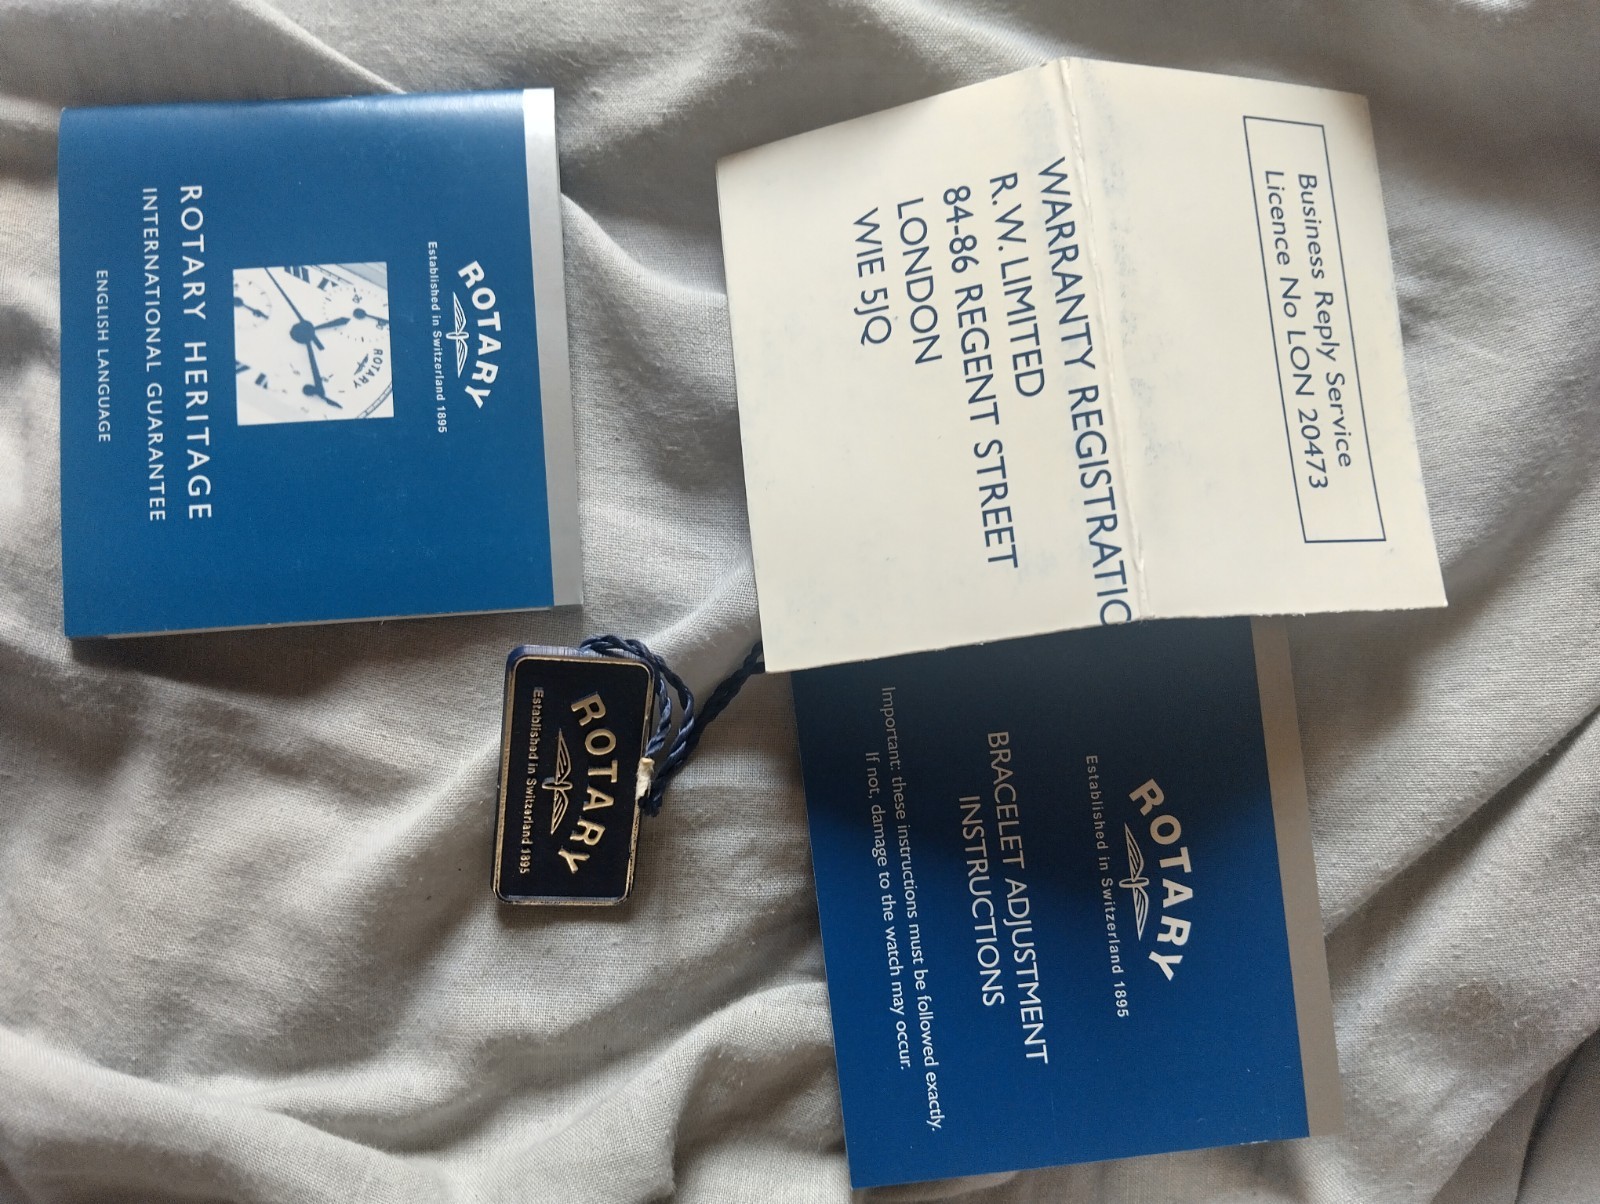 ROTARY
Established in Switzerland 1895
ROTARY
ROTARY HERITAGE
INTERNATIONAL GUARANTEE
ENGLISH LANGUAGE
Business Reply Service
Licence No LON 20473
WARRANTY REGISTRATIO
R.W. LIMITED
84-86 REGENT STREET
LONDON
WIE 5JQ
ROTARY
Established in Switzerland 1895
ROTARY
Established in Switzerland 1895
BRACELET ADJUSTMENT
INSTRUCTIONS
Important: these instructions must be followed exactly.
If not, damage to the watch may occur.